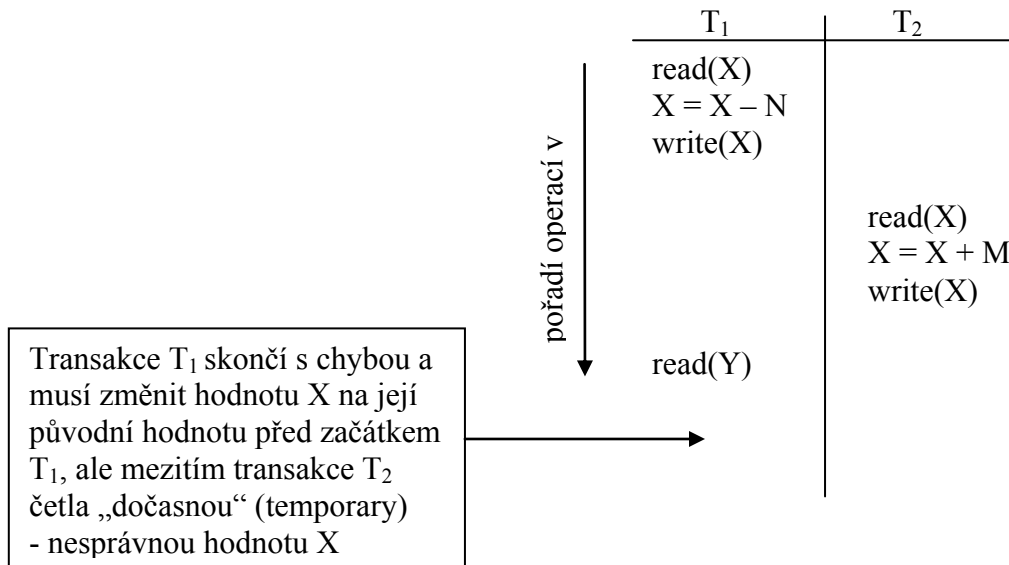 T₁ T₂
read(X)
X = X – N
write(X)
read(X)
X = X + M
write(X)
read(Y)
pořadí operací v
Transakce T₁ skončí s chybou a
musí změnit hodnotu X na její
původní hodnotu před začátkem
T₁, ale mezitím transakce T₂
četla „dočasnou“ (temporary)
- nesprávnou hodnotu X